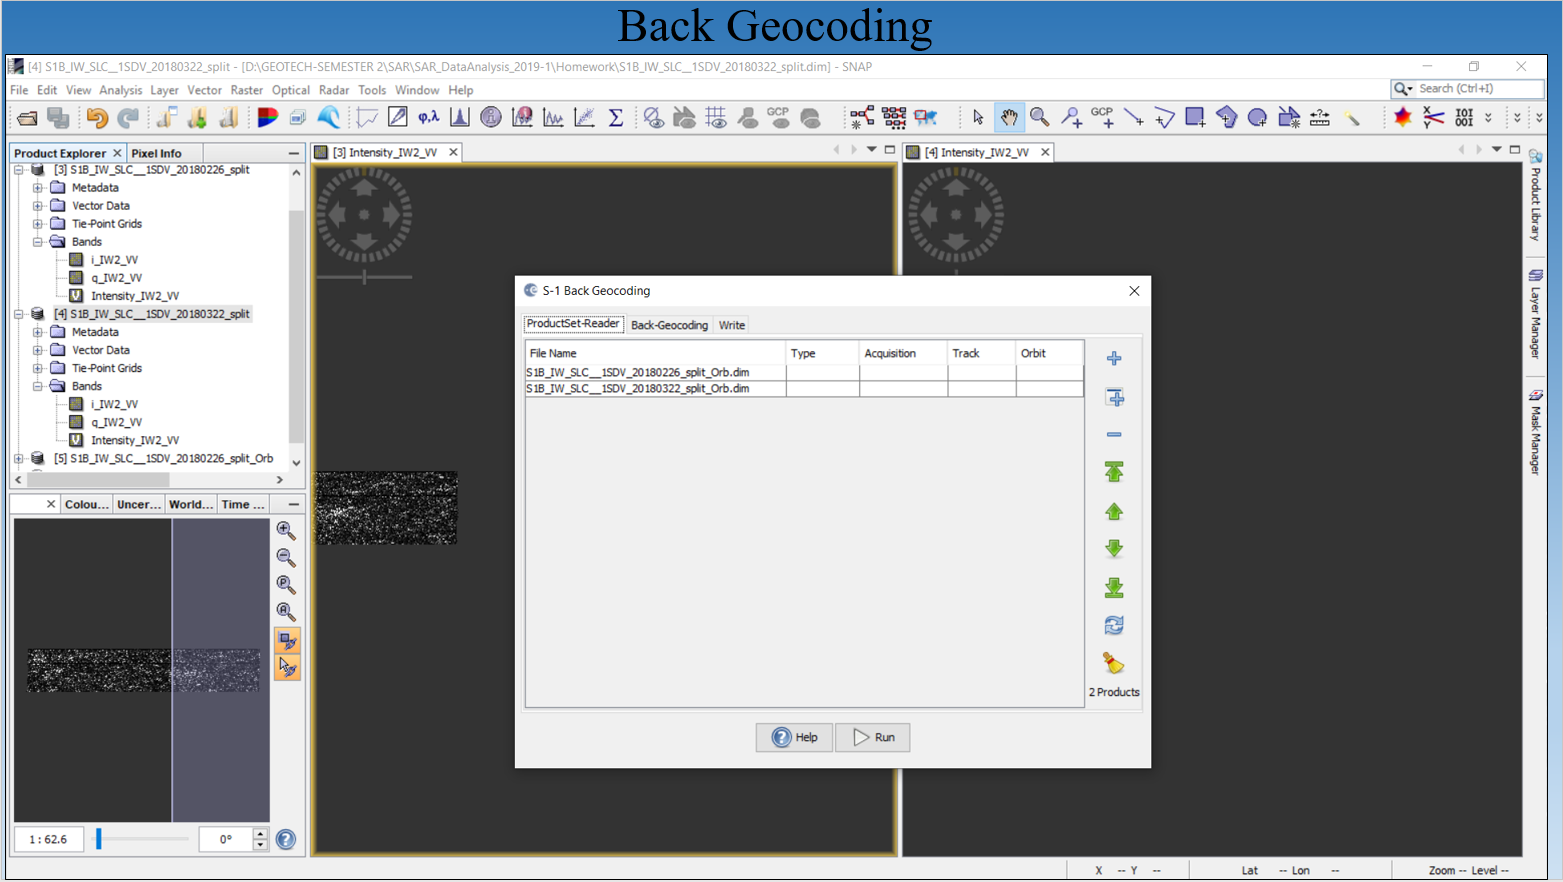 Back Geocoding
[4] S1B_IW_SLC__1SDV_20180322_split - [D:\GEOTECH-SEMESTER 2\SAR\SAR_DataAnalysis_2019-1\Homework\S1B_IW_SLC__1SDV_20180322_split.dim] - SNAP
File Edit View Analysis Layer Vector Raster Optical Radar Tools Window Help
Search (Ctrl+I)
φ,λ
Σ
GCP
GCP
Product Explorer
Pixel Info
[3] S1B_IW_SLC__1SDV_20180226_split
Metadata
Vector Data
Tie-Point Grids
Bands
i_IW2_VV
q_IW2_VV
Intensity_IW2_VV
[4] S1B_IW_SLC__1SDV_20180322_split
Metadata
Vector Data
Tie-Point Grids
Bands
i_IW2_VV
q_IW2_VV
Intensity_IW2_VV
[5] S1B_IW_SLC__1SDV_20180226_split_Orb
Colou... Uncer... World... Time ...
1 : 62.6
0°
[3] Intensity_IW2_VV
[4] Intensity_IW2_VV
S-1 Back Geocoding
ProductSet-Reader Back-Geocoding Write
File Name Type Acquisition Track Orbit
S1B_IW_SLC__1SDV_20180226_split_Orb.dim
S1B_IW_SLC__1SDV_20180322_split_Orb.dim
2 Products
Help
Run
Product Library
Layer Manager
Mask Manager
X -- Y -- Lat -- Lon -- Zoom -- Level --